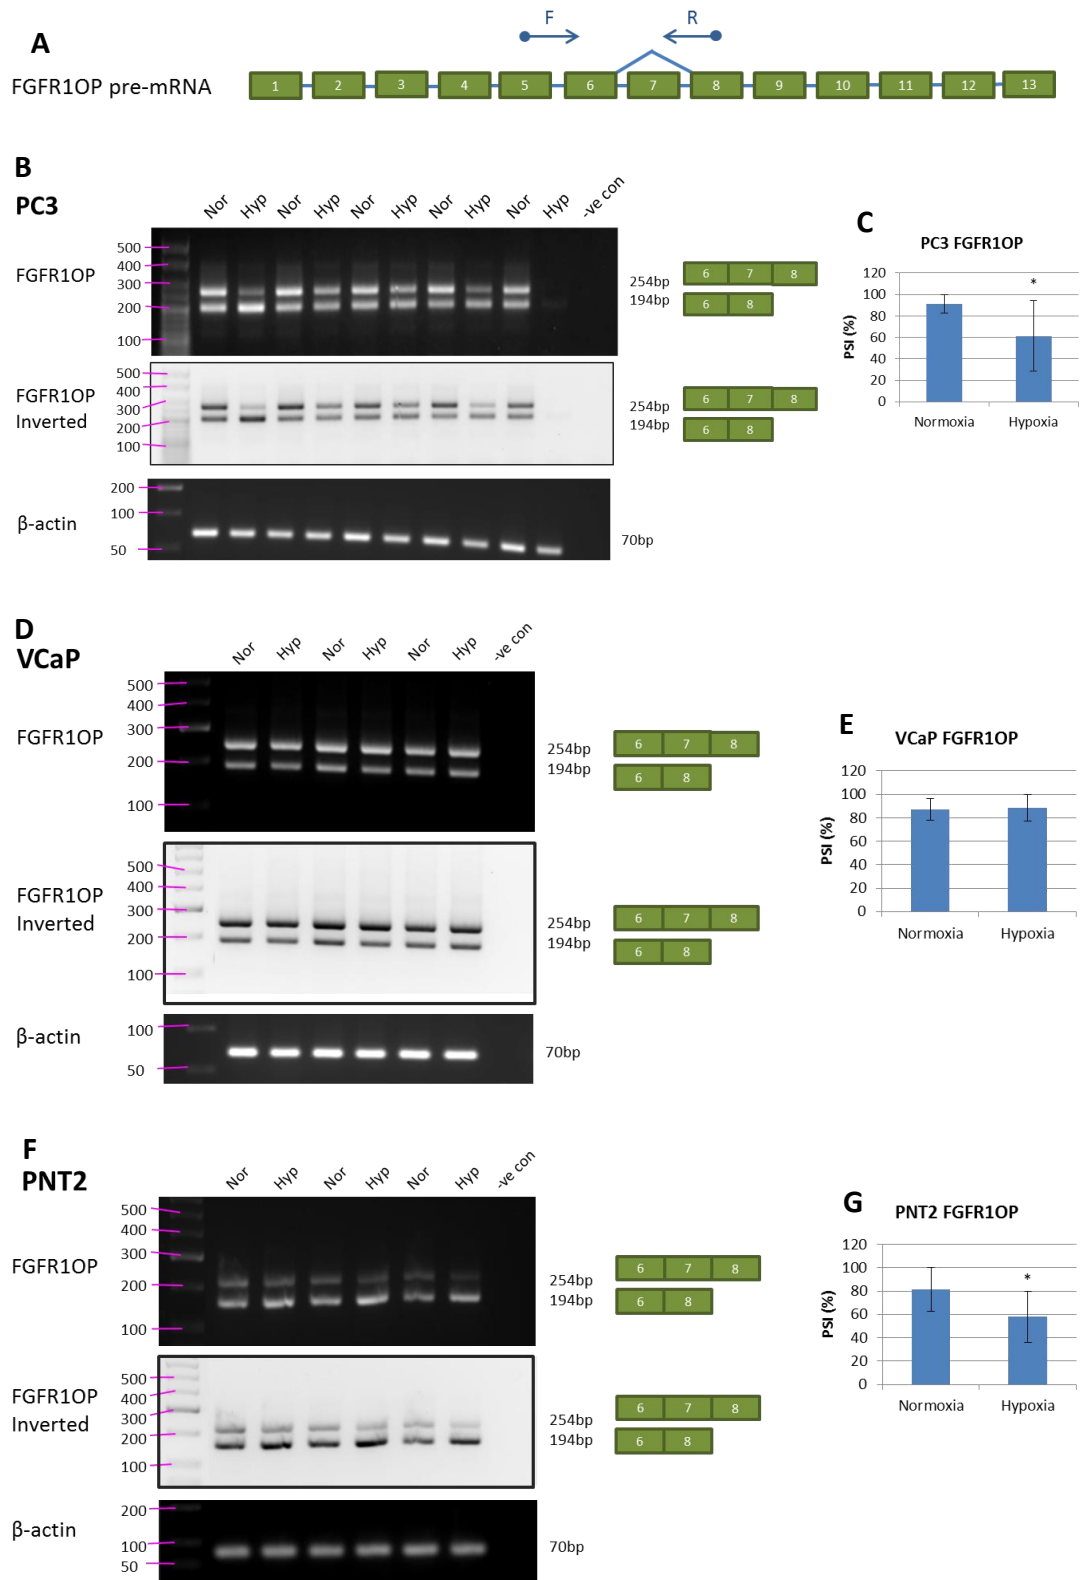 A
F R
FGFR1OP pre-mRNA
1 2 3 4 5 6 7 8 9 10 11 12 13
B
PC3
Nor Hyp Nor Hyp Nor Hyp Nor Hyp Nor Hyp -ve con
FGFR1OP
500
400
300
200
100
254bp
194bp
6 7 8
6 8
FGFR1OP
Inverted
500
400
300
200
100
254bp
194bp
6 7 8
6 8
β-actin
200
100
50
70bp
C
PC3 FGFR1OP
PSI (%)
120
100
80
60
40
20
0
*
Normoxia Hypoxia
D
VCaP
Nor Hyp Nor Hyp Nor Hyp -ve con
FGFR1OP
500
400
300
200
100
254bp
194bp
6 7 8
6 8
FGFR1OP
Inverted
500
400
300
200
100
254bp
194bp
6 7 8
6 8
β-actin
100
50
70bp
E
VCaP FGFR1OP
PSI (%)
120
100
80
60
40
20
0
Normoxia Hypoxia
F
PNT2
Nor Hyp Nor Hyp Nor Hyp -ve con
FGFR1OP
500
400
300
200
100
254bp
194bp
6 7 8
6 8
FGFR1OP
Inverted
500
400
300
200
100
254bp
194bp
6 7 8
6 8
β-actin
200
100
50
70bp
G
PNT2 FGFR1OP
PSI (%)
120
100
80
60
40
20
0
*
Normoxia Hypoxia